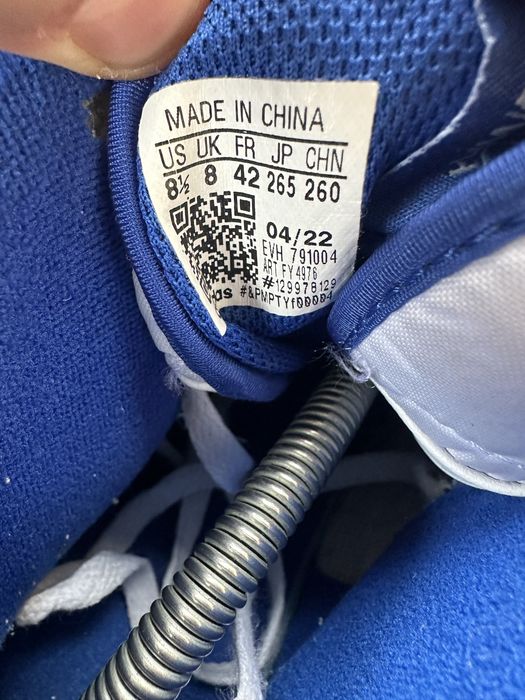 MADE IN CHINA
US UK FR JP CHN
8½ 8 42 265 260
04/22
EVH 791004
ART FY4976
#129978129
#&PMPTYf00004